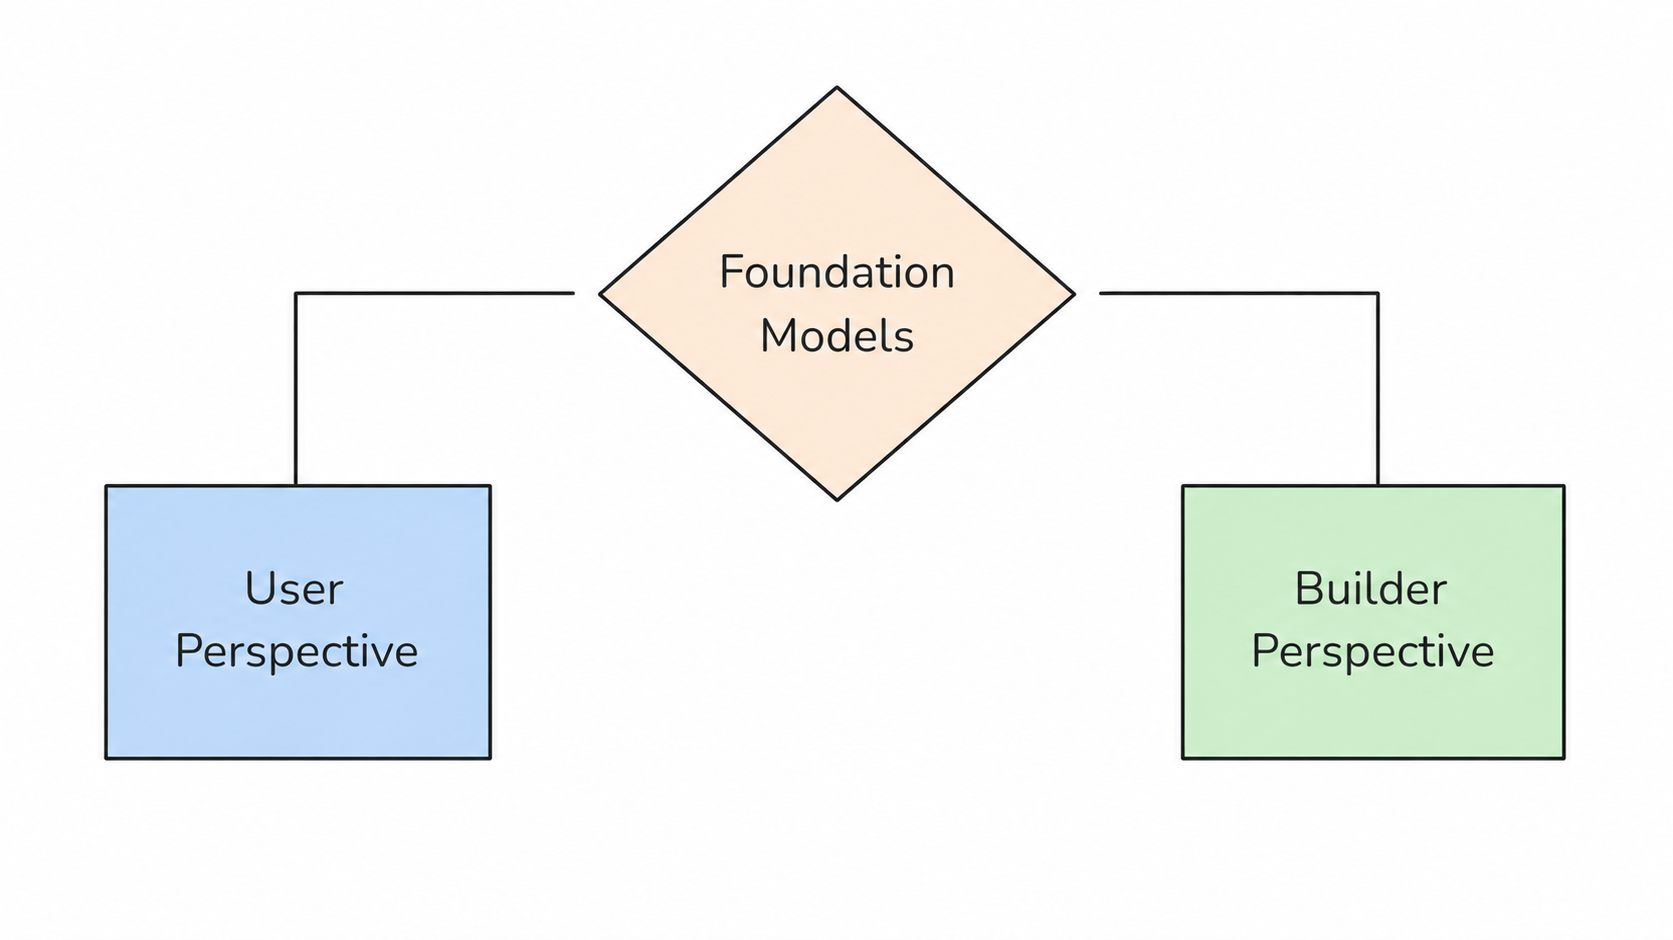 Foundation
Models
User
Perspective
Builder
Perspective